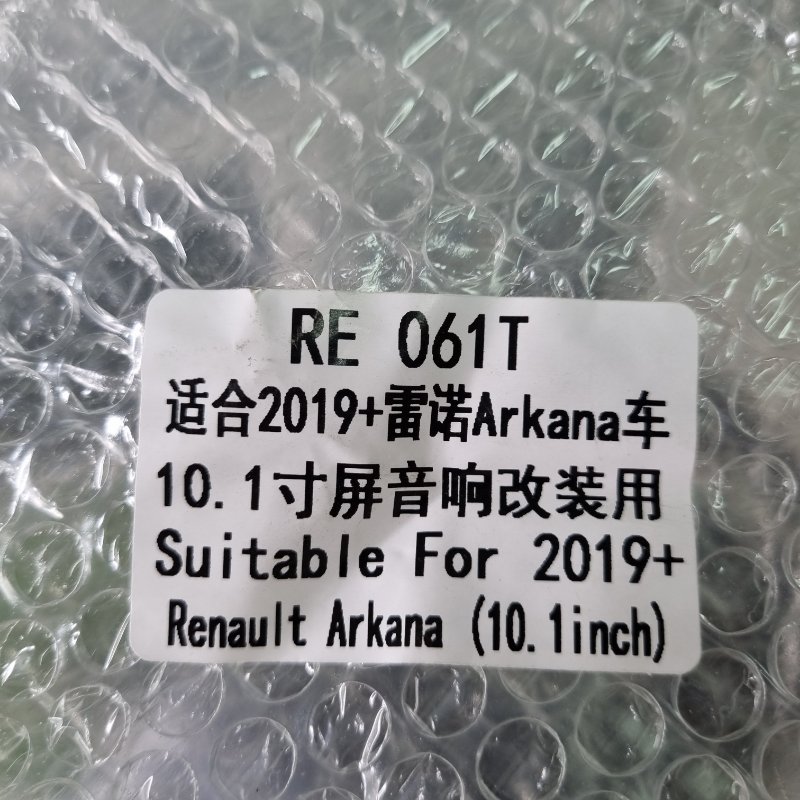 RE 061T
适合2019+雷诺Arkana车
10.1寸屏音响改装用
Suitable For 2019+
Renault Arkana (10.1inch)